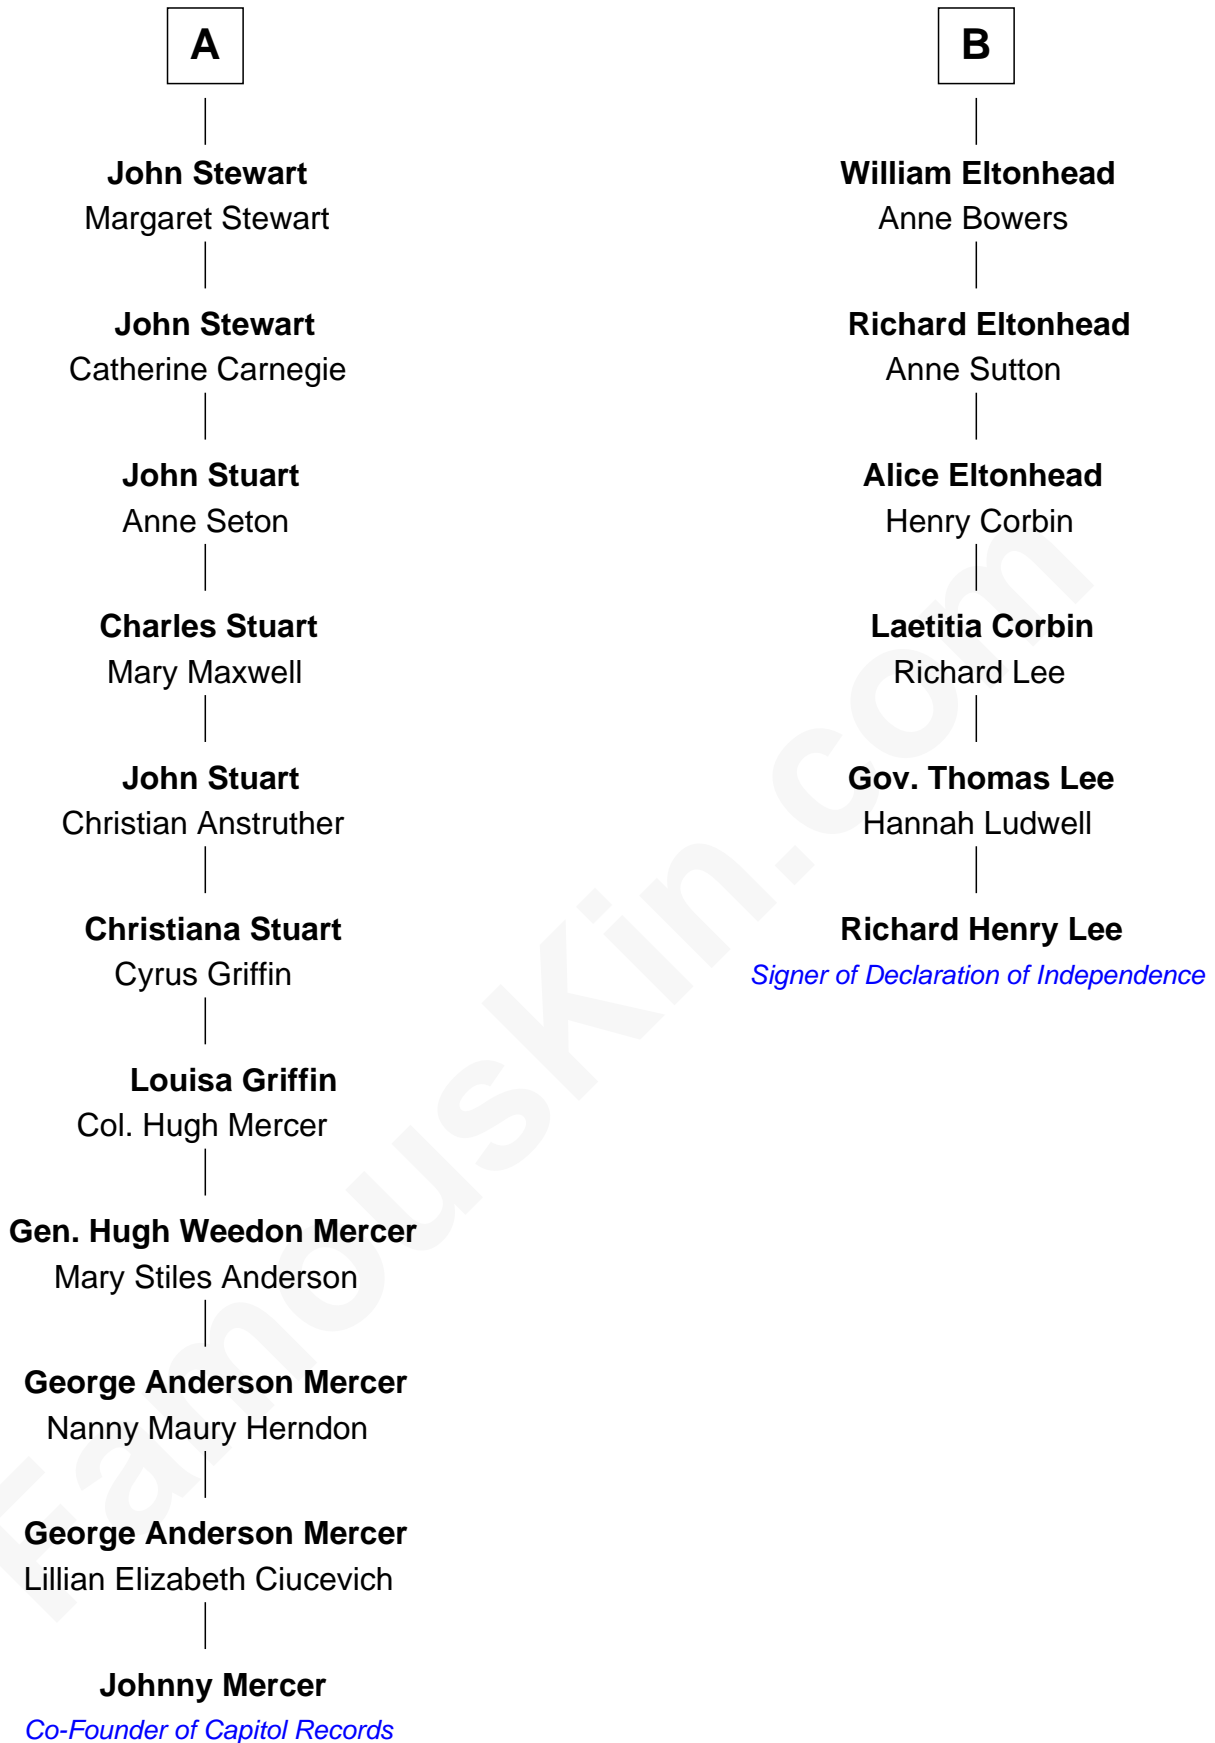 A
John Stewart
Margaret Stewart
John Stewart
Catherine Carnegie
John Stuart
Anne Seton
Charles Stuart
Mary Maxwell
John Stuart
Christian Anstruther
Christiana Stuart
Cyrus Griffin
Louisa Griffin
Col. Hugh Mercer
Gen. Hugh Weedon Mercer
Mary Stiles Anderson
George Anderson Mercer
Nanny Maury Herndon
George Anderson Mercer
Lillian Elizabeth Ciucevich
Johnny Mercer
Co-Founder of Capitol Records
B
William Eltonhead
Anne Bowers
Richard Eltonhead
Anne Sutton
Alice Eltonhead
Henry Corbin
Laetitia Corbin
Richard Lee
Gov. Thomas Lee
Hannah Ludwell
Richard Henry Lee
Signer of Declaration of Independence
FamousKin.com